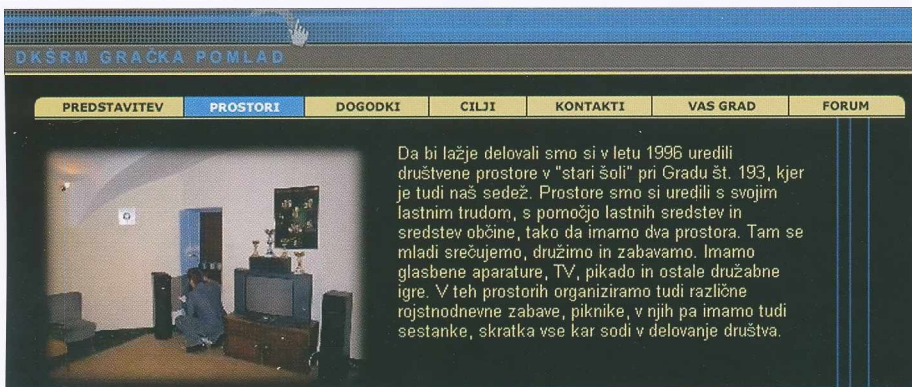 DKŠRM GRAČKA POMLAD
PREDSTAVITEV PROSTORI DOGODKI CILJI KONTAKTI VAS GRAD FORUM
Da bi lažje delovali smo si v letu 1996 uredili
društvene prostore v "stari šoli" pri Gradu št. 193, kjer
je tudi naš sedež. Prostore smo si uredili s svojim
lastnim trudom, s pomočjo lastnih sredstev in
sredstev občine, tako da imamo dva prostora. Tam se
mladi srečujemo, družimo in zabavamo. Imamo
glasbene aparature, TV, pikado in ostale družabne
igre. V teh prostorih organiziramo tudi različne
rojstnodnevne zabave, piknike, v njih pa imamo tudi
sestanke, skratka vse kar sodi v delovanje društva.